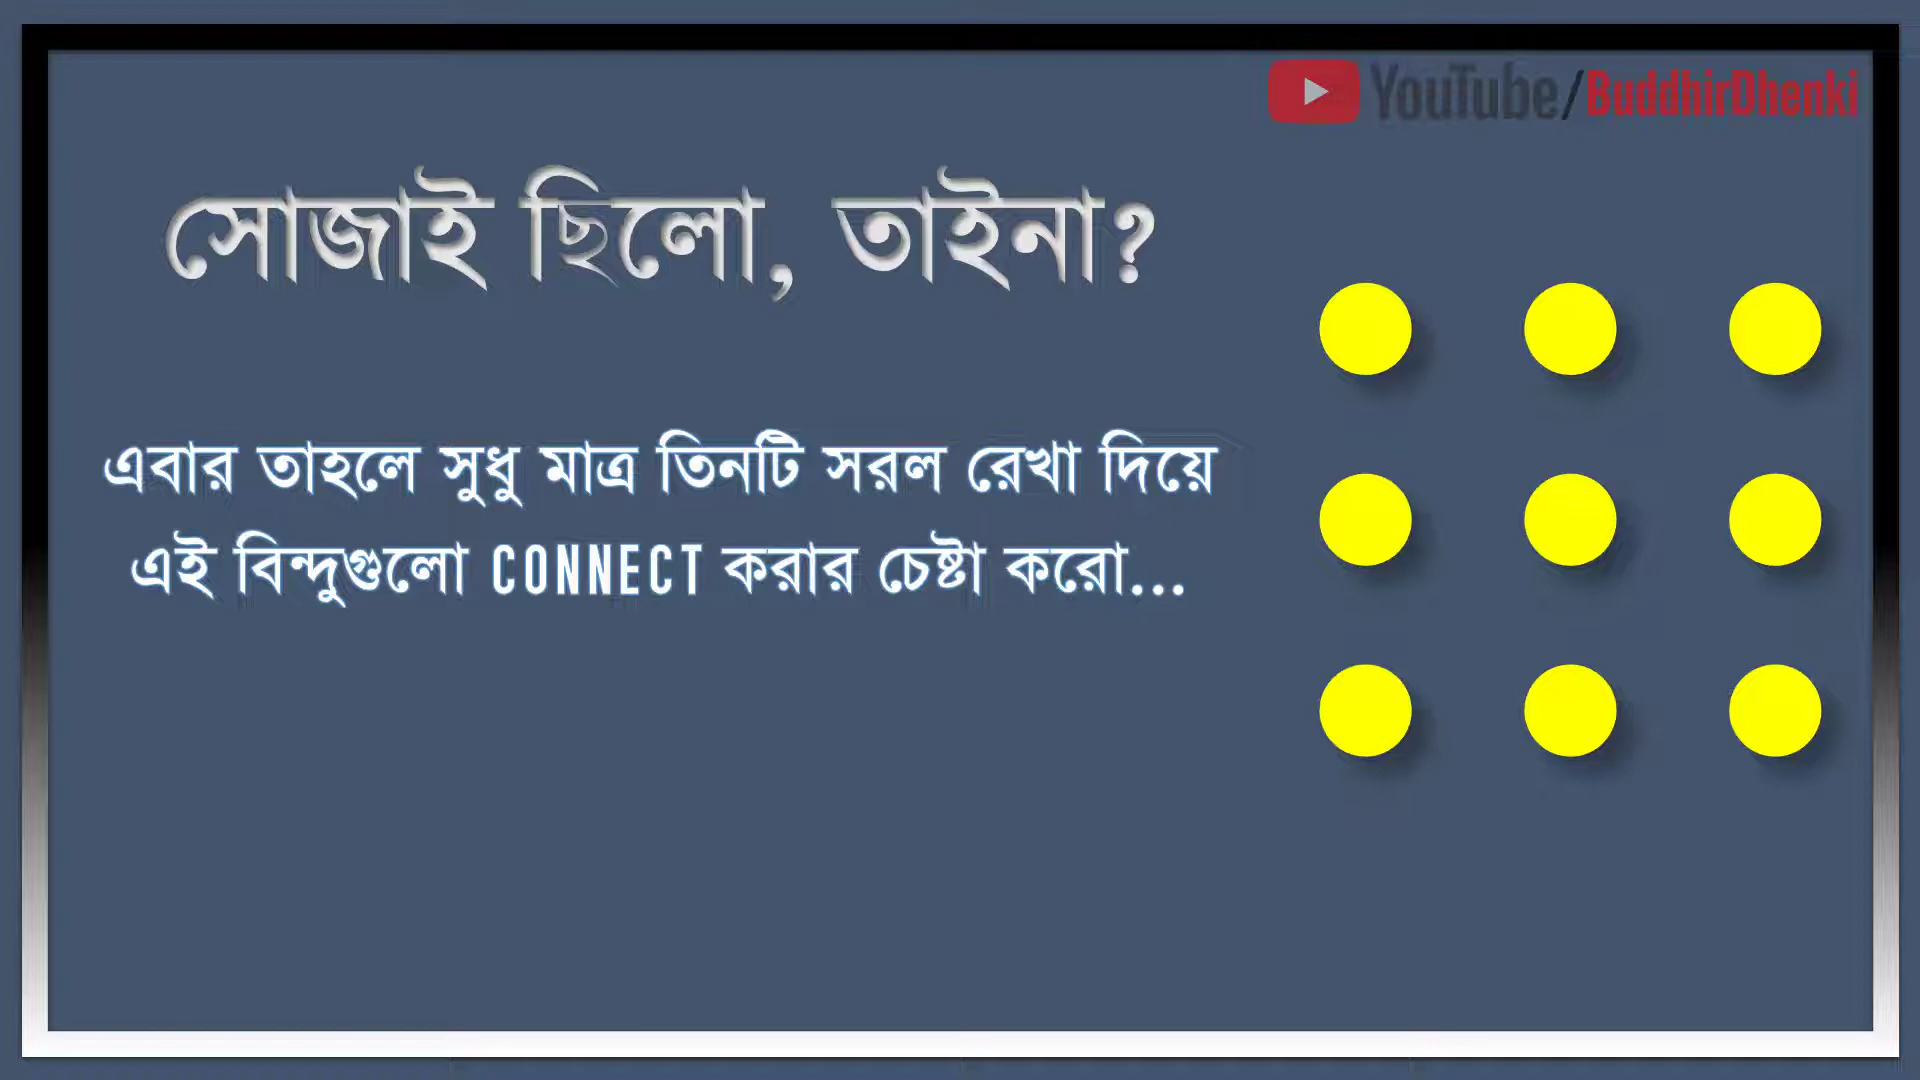 YouTube/BuddhirDhenki
সোজাই ছিলো, তাইনা?
এবার তাহলে সুধু মাত্র তিনটি সরল রেখা দিয়ে
এই বিন্দুগুলো CONNECT করার চেষ্টা করো...